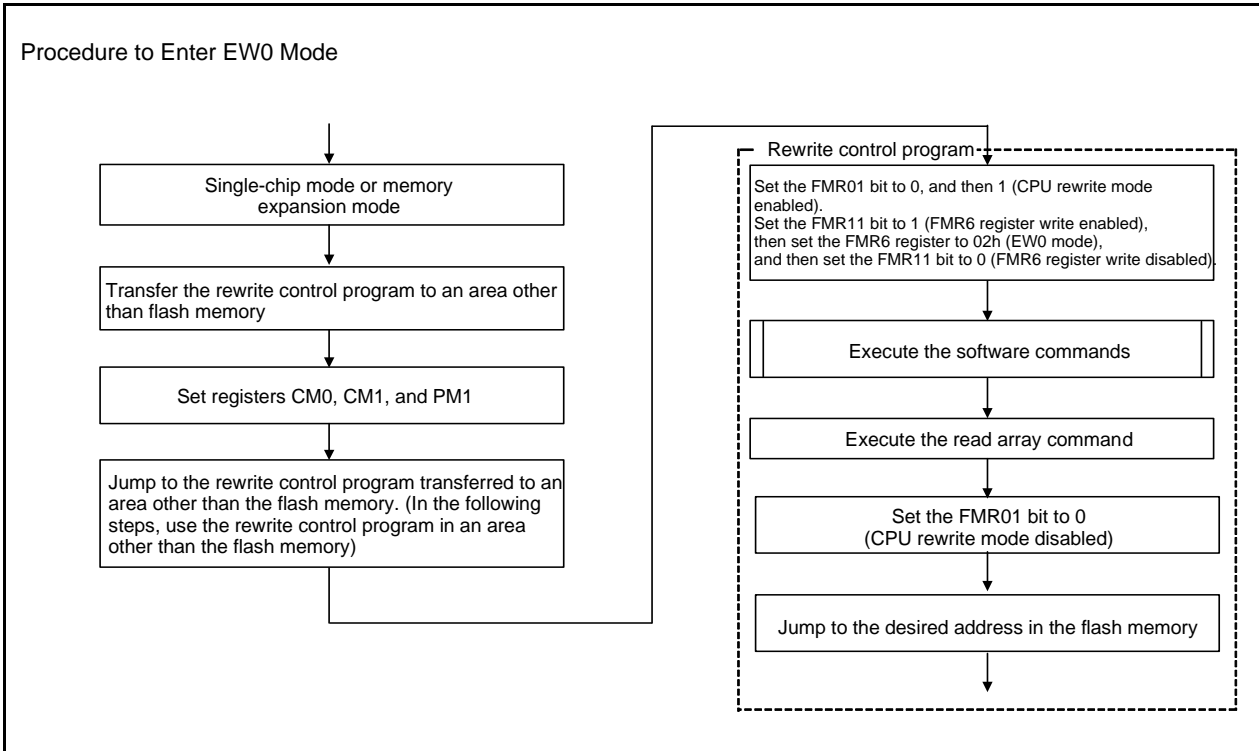 Procedure to Enter EW0 Mode
Single-chip mode or memory
expansion mode
Transfer the rewrite control program to an area other
than flash memory
Set registers CM0, CM1, and PM1
Jump to the rewrite control program transferred to an
area other than the flash memory. (In the following
steps, use the rewrite control program in an area
other than the flash memory)
Rewrite control program
Set the FMR01 bit to 0, and then 1 (CPU rewrite mode
enabled).
Set the FMR11 bit to 1 (FMR6 register write enabled),
then set the FMR6 register to 02h (EW0 mode),
and then set the FMR11 bit to 0 (FMR6 register write disabled).
Execute the software commands
Execute the read array command
Set the FMR01 bit to 0
(CPU rewrite mode disabled)
Jump to the desired address in the flash memory